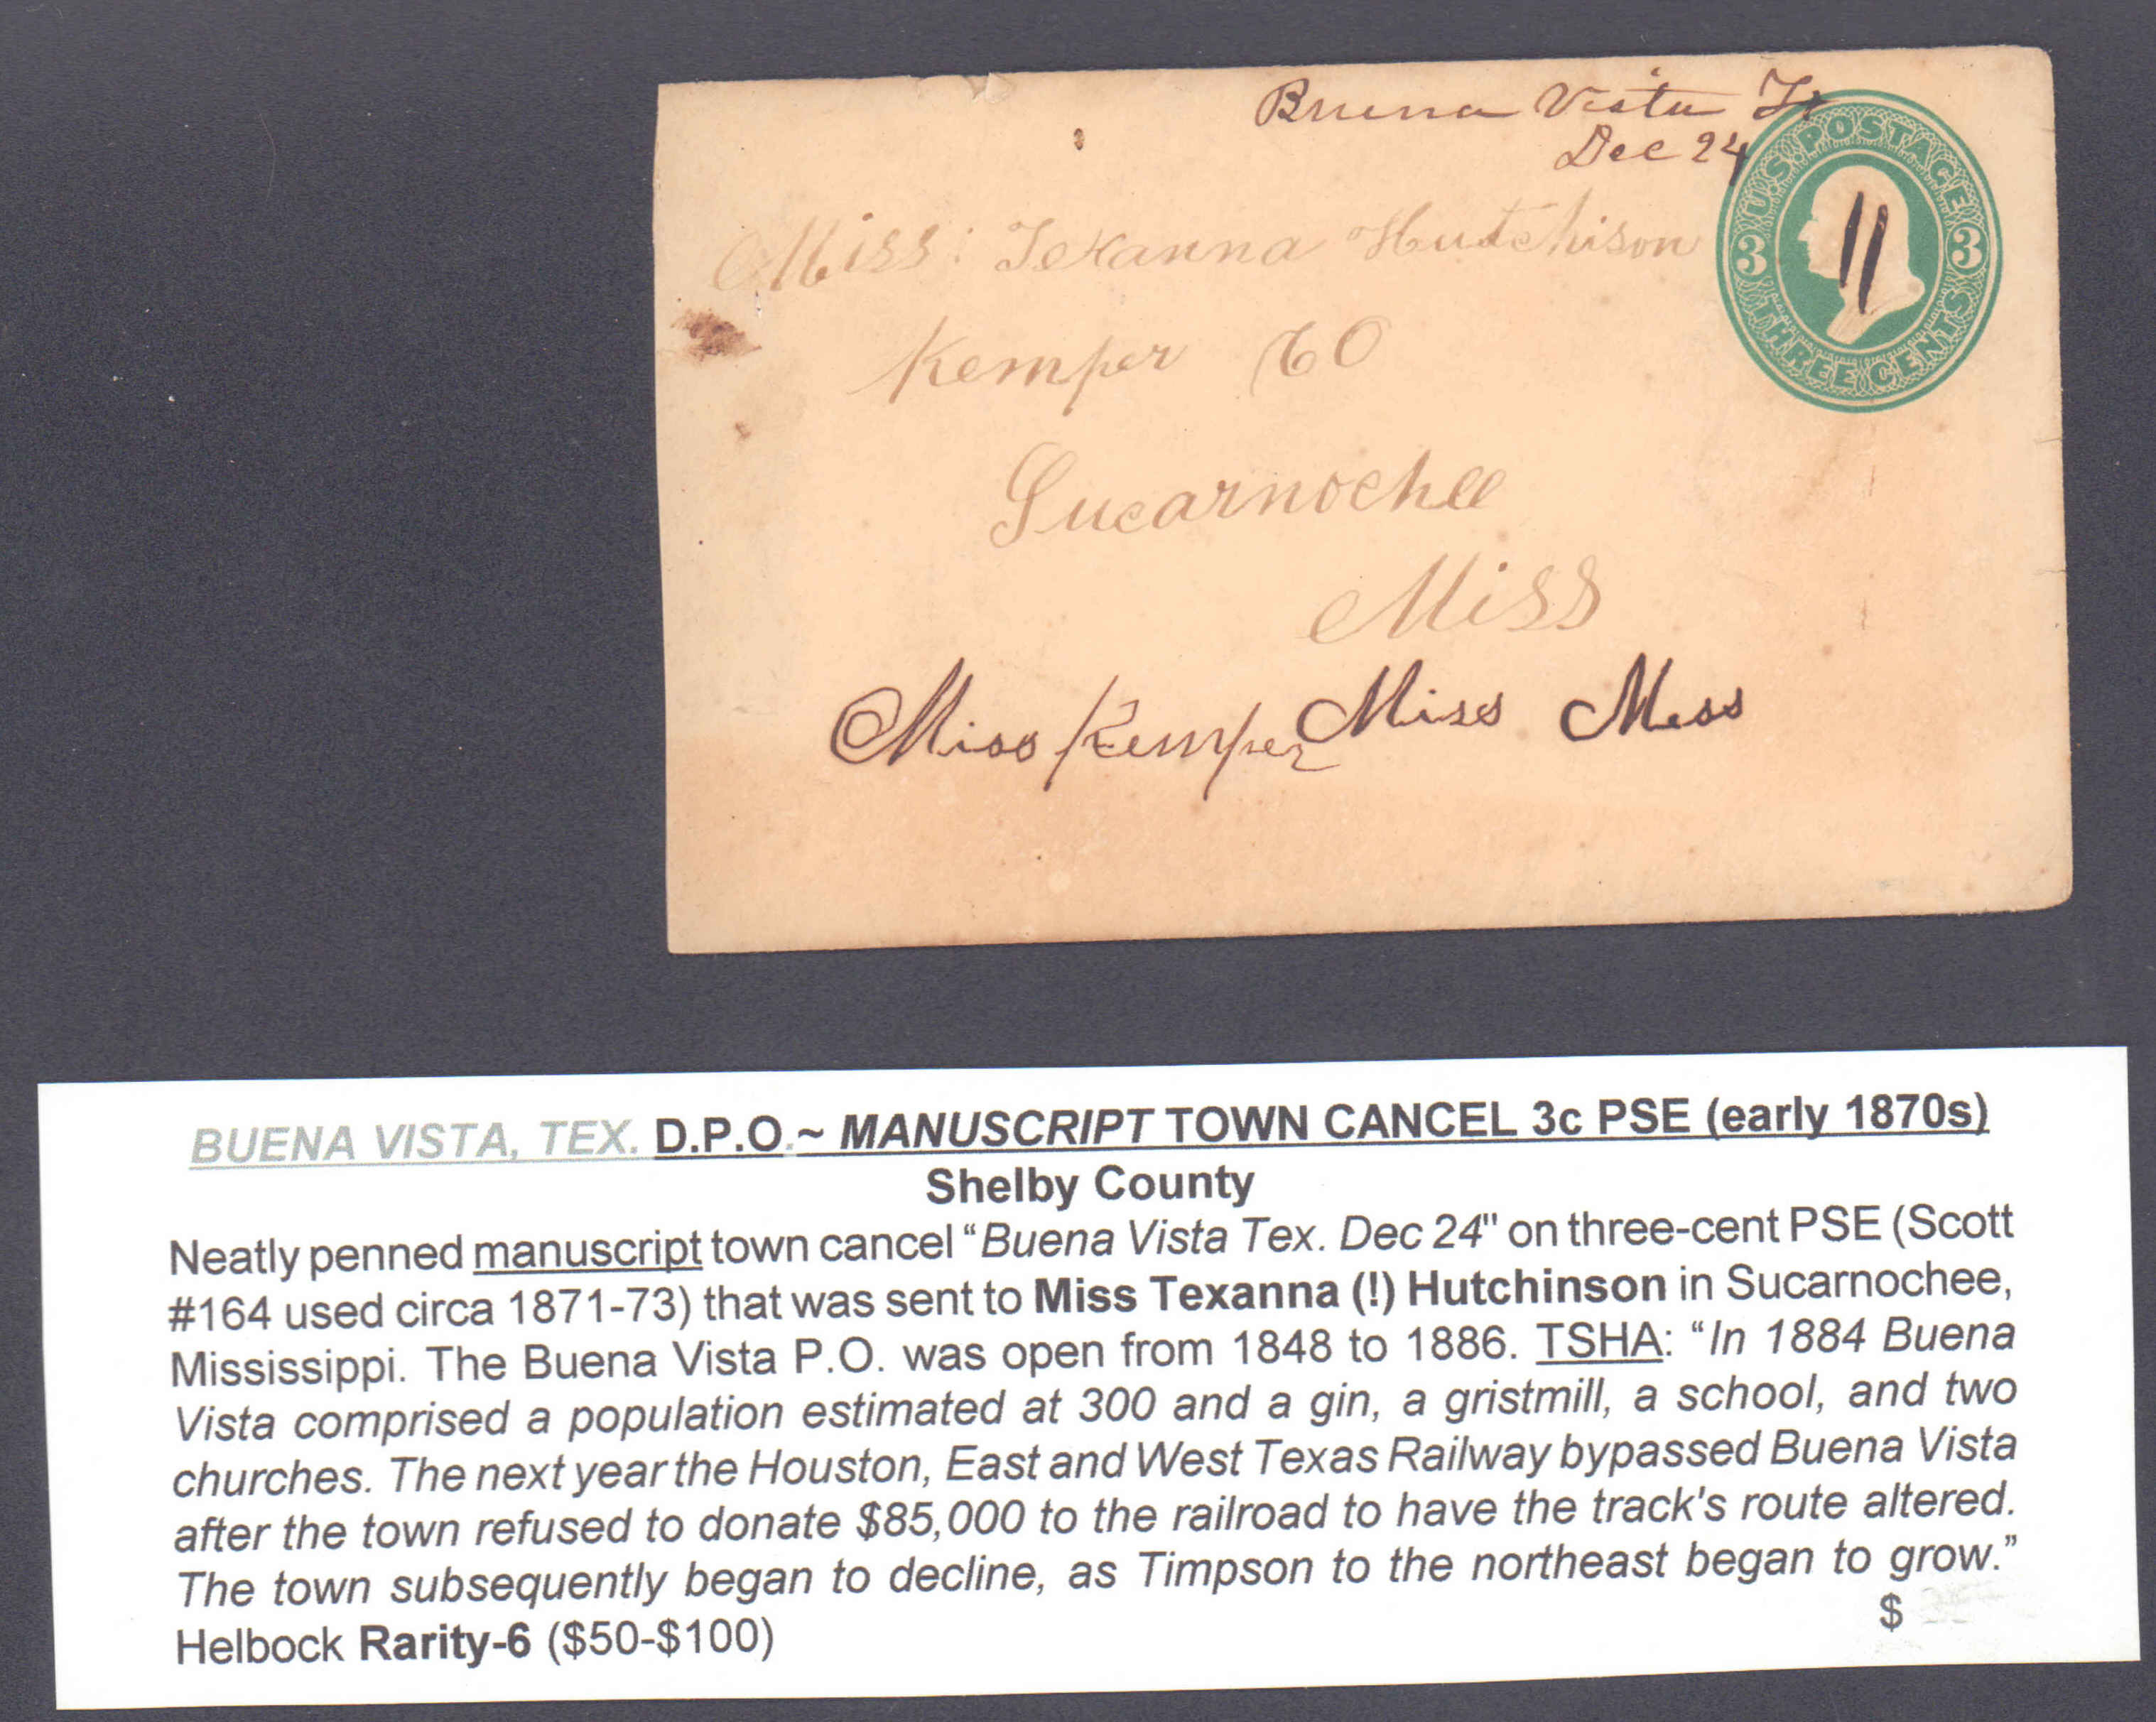 Buena Vista Tx
Dec 24
U.S. POSTAGE
3 3
THREE CENTS
Miss: Texanna Hutchison
Kemper CO
Sucarnochee
Miss
Miss Kemper Miss Miss
BUENA VISTA, TEX. D.P.O.~ MANUSCRIPT TOWN CANCEL 3c PSE (early 1870s)
Shelby County
Neatly penned manuscript town cancel “Buena Vista Tex. Dec 24" on three-cent PSE (Scott
#164 used circa 1871-73) that was sent to Miss Texanna (!) Hutchinson in Sucarnochee,
Mississippi. The Buena Vista P.O. was open from 1848 to 1886. TSHA: “In 1884 Buena
Vista comprised a population estimated at 300 and a gin, a gristmill, a school, and two
churches. The next year the Houston, East and West Texas Railway bypassed Buena Vista
after the town refused to donate $85,000 to the railroad to have the track's route altered.
The town subsequently began to decline, as Timpson to the northeast began to grow.”
Helbock Rarity-6 ($50-$100)
$